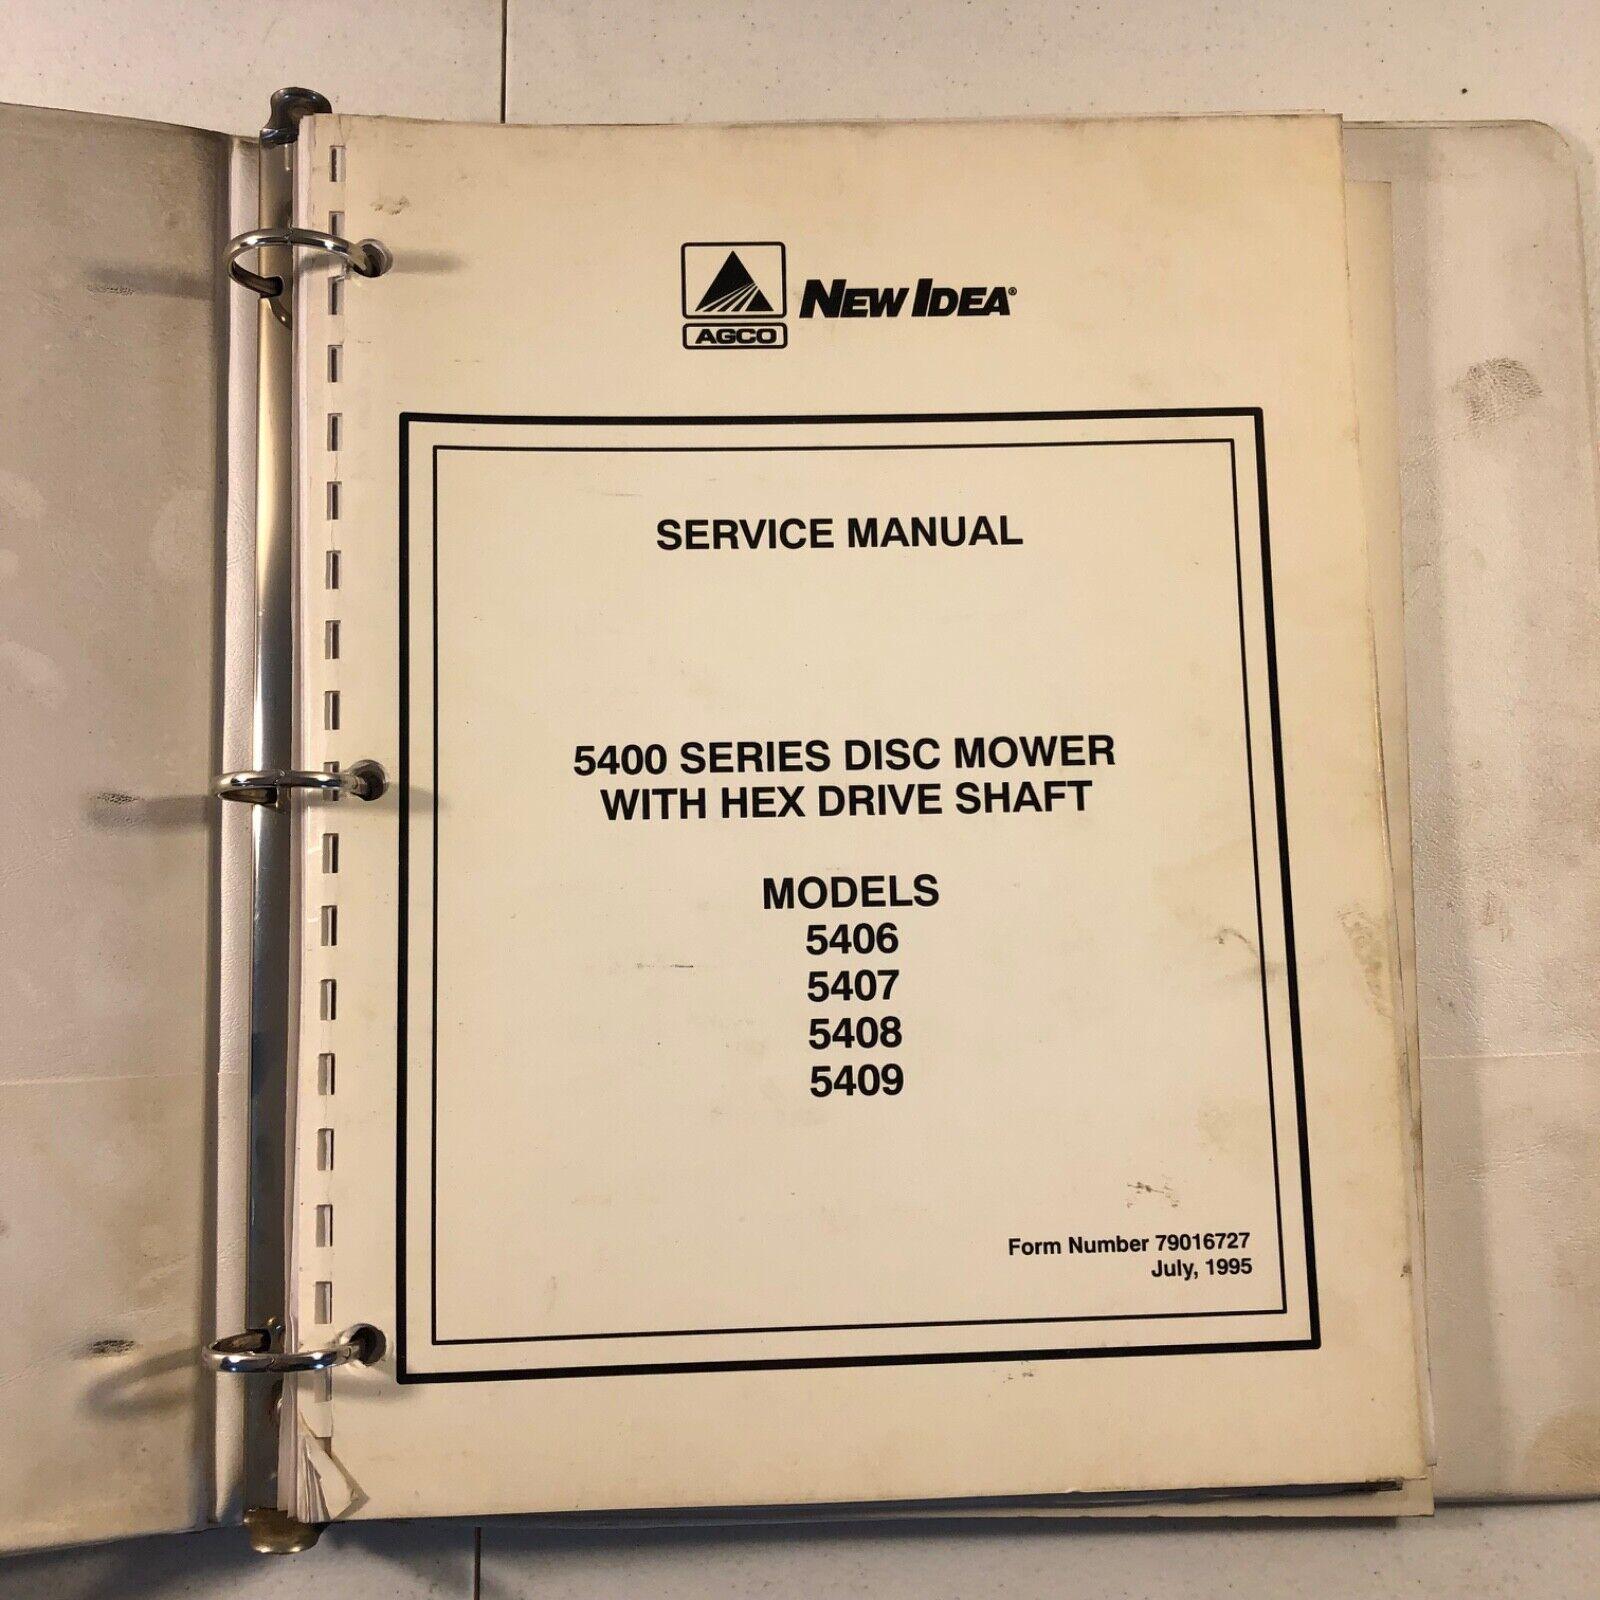 AGCO
NEW IDEA®
SERVICE MANUAL
5400 SERIES DISC MOWER
WITH HEX DRIVE SHAFT
MODELS
5406
5407
5408
5409
Form Number 79016727
July, 1995